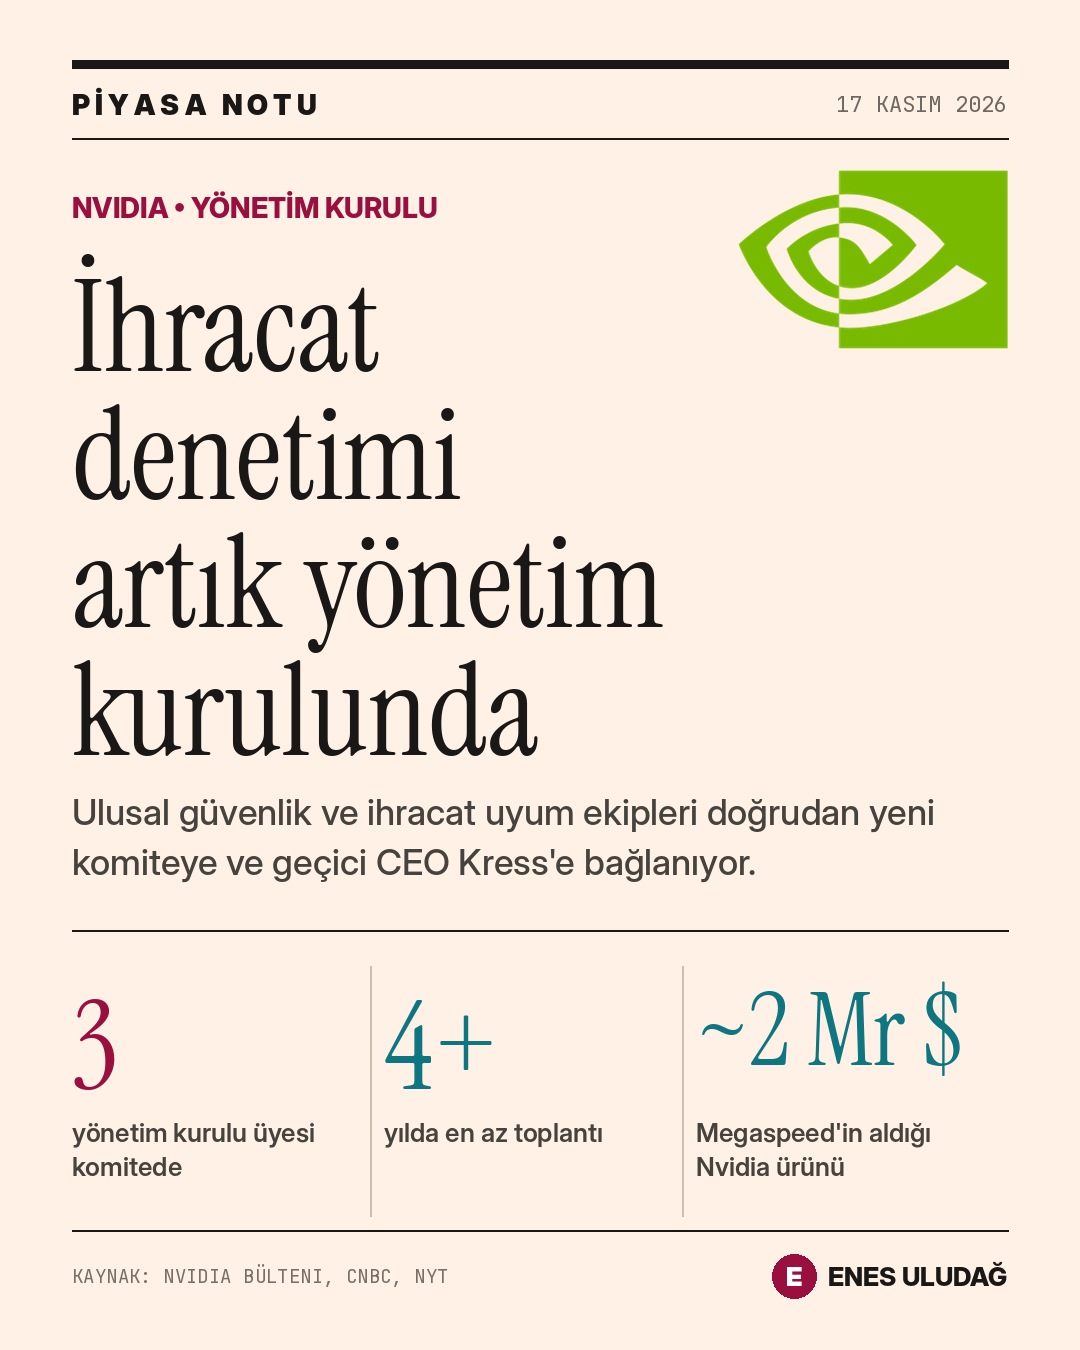 PİYASA NOTU
17 KASIM 2026
NVIDIA • YÖNETİM KURULU
İhracat
denetimi
artık yönetim
kurulunda
Ulusal güvenlik ve ihracat uyum ekipleri doğrudan yeni
komiteye ve geçici CEO Kress'e bağlanıyor.
3
yönetim kurulu üyesi
komitede
4+
yılda en az toplantı
~2 Mr $
Megaspeed'in aldığı
Nvidia ürünü
KAYNAK: NVIDIA BÜLTENI, CNBC, NYT
E ENES ULUDAĞ